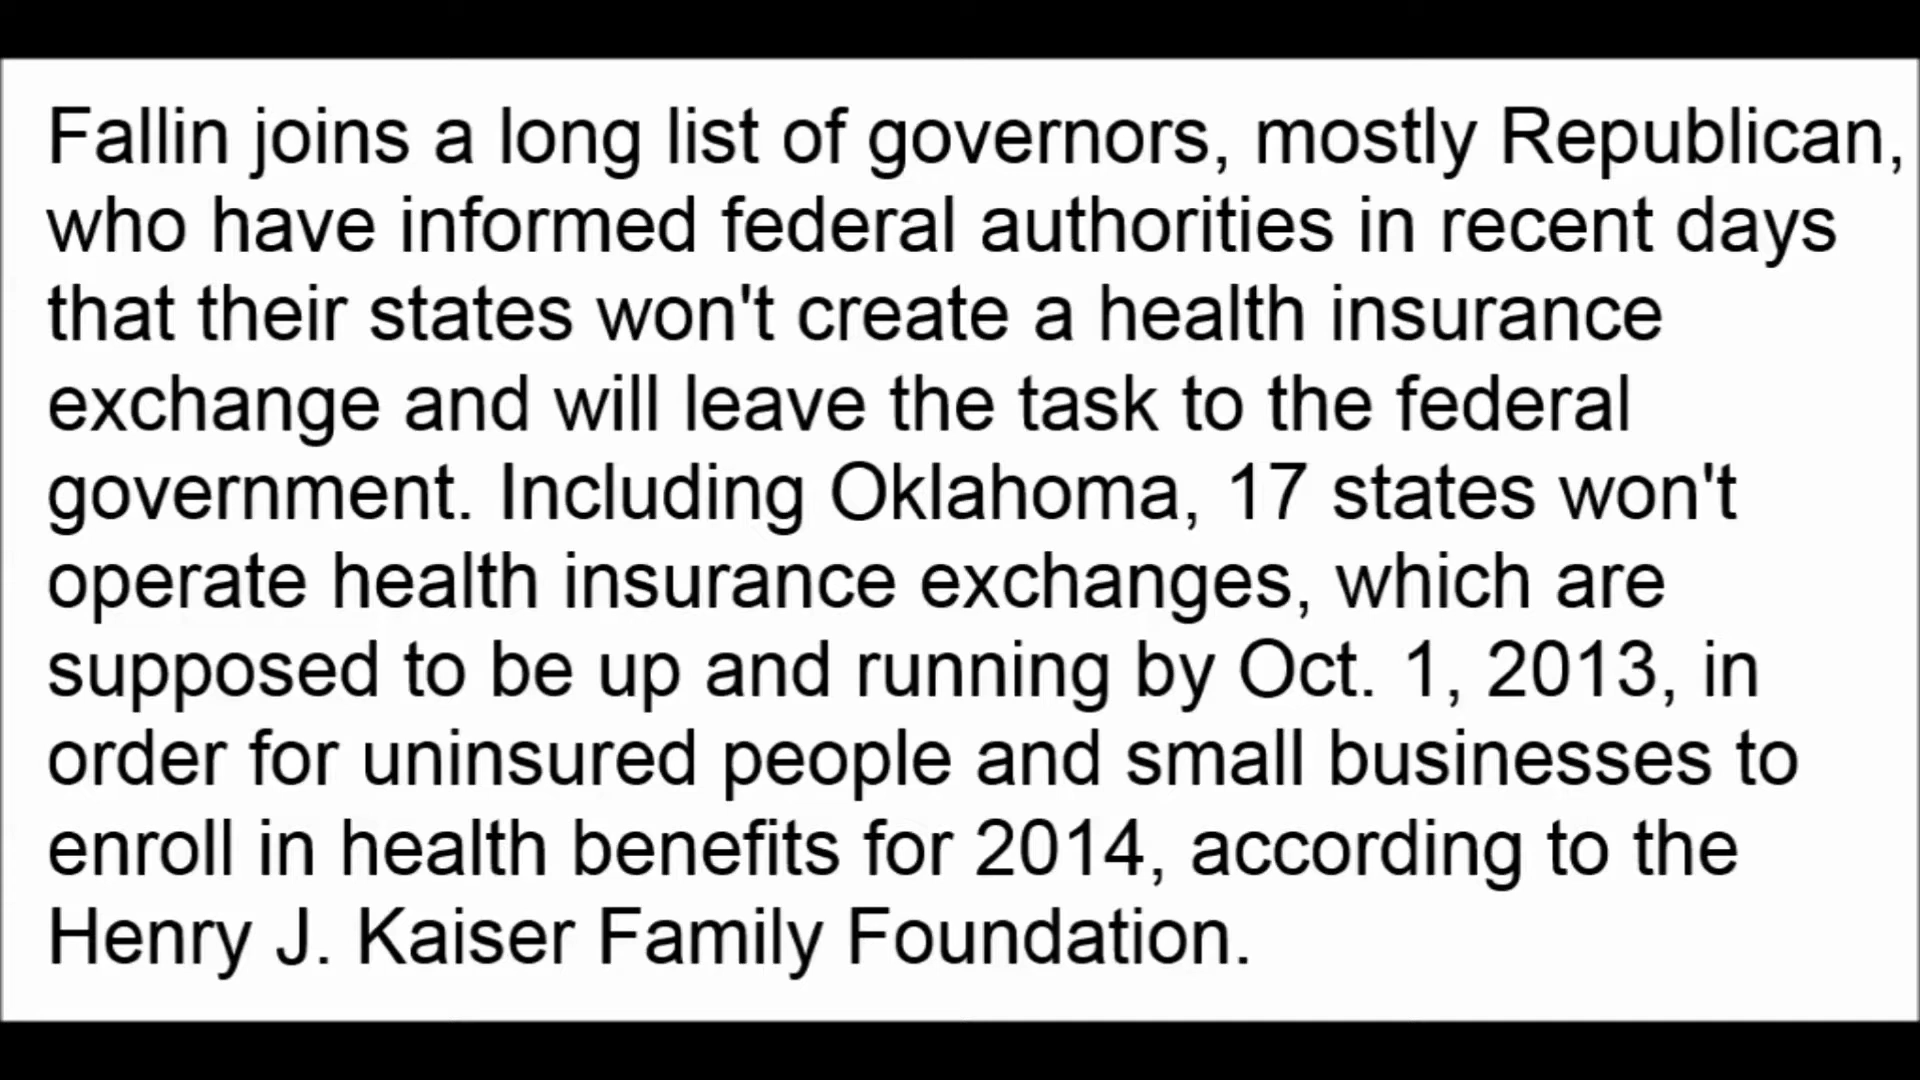 Fallin joins a long list of governors, mostly Republican,
who have informed federal authorities in recent days
that their states won't create a health insurance
exchange and will leave the task to the federal
government. Including Oklahoma, 17 states won't
operate health insurance exchanges, which are
supposed to be up and running by Oct. 1, 2013, in
order for uninsured people and small businesses to
enroll in health benefits for 2014, according to the
Henry J. Kaiser Family Foundation.